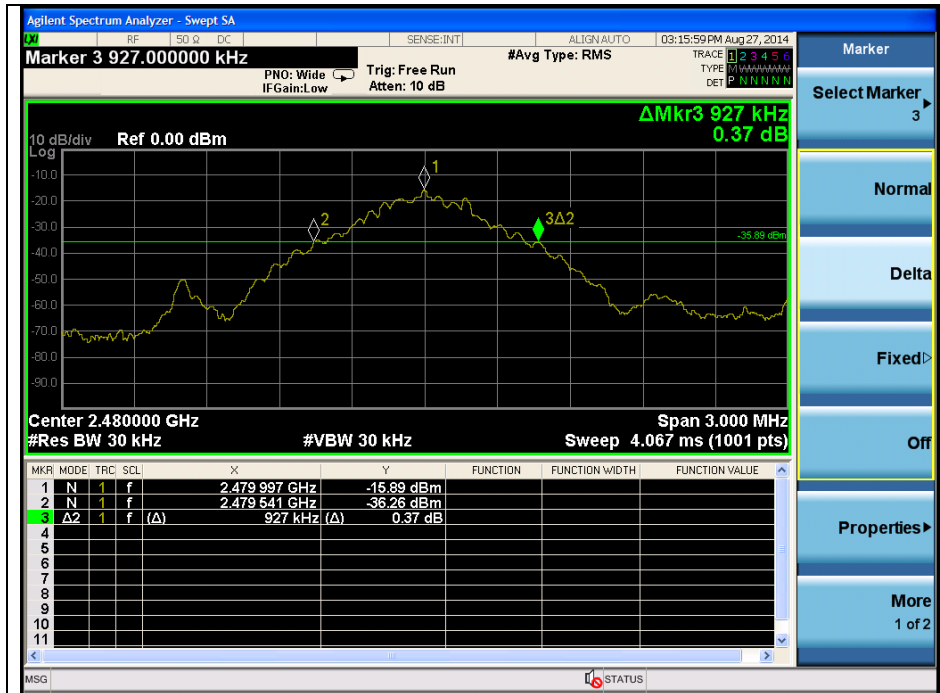 Agilent Spectrum Analyzer - Swept SA
RF 50 Ω DC SENSE:INT ALIGN AUTO 03:15:59 PM Aug 27, 2014
Marker 3 927.000000 kHz
PNO: Wide
IFGain:Low
Trig: Free Run
Atten: 10 dB
#Avg Type: RMS
TRACE 1 2 3 4 5 6
TYPE M
DET P N N N N N
ΔMkr3 927 kHz
0.37 dB
10 dB/div
Log
Ref 0.00 dBm
-10.0
-20.0
-30.0
-40.0
-50.0
-60.0
-70.0
-80.0
-90.0
1
2
3Δ2
-35.89 dBm
Center 2.480000 GHz
Span 3.000 MHz
#Res BW 30 kHz
#VBW 30 kHz
Sweep 4.067 ms (1001 pts)
MKR MODE TRC SCL X Y FUNCTION FUNCTION WIDTH FUNCTION VALUE
1 N 1 f 2.479 997 GHz -15.89 dBm
2 N 1 f 2.479 541 GHz -36.26 dBm
3 Δ2 1 f (Δ) 927 kHz (Δ) 0.37 dB
4
5
6
7
8
9
10
11
MSG
STATUS
Marker
Select Marker
3
Normal
Delta
Fixed
Off
Properties
More
1 of 2